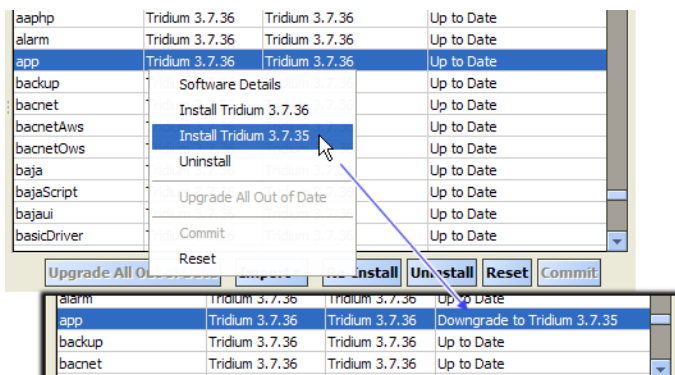 aaphp Tridium 3.7.36 Tridium 3.7.36 Up to Date
alarm Tridium 3.7.36 Tridium 3.7.36 Up to Date
app Tridium 3.7.36 Tridium 3.7.36 Up to Date
backup Up to Date
bacnet Up to Date
bacnetAws Up to Date
bacnetOws Up to Date
baja Up to Date
bajaScript Up to Date
bajaui Up to Date
basicDriver Up to Date
Software Details
Install Tridium 3.7.36
Install Tridium 3.7.35
Uninstall
Upgrade All Out of Date
Commit
Reset
Upgrade All Uninstall Reset Commit
alarm Tridium 3.7.36 Tridium 3.7.36 Up to Date
app Tridium 3.7.36 Tridium 3.7.36 Downgrade to Tridium 3.7.35
backup Tridium 3.7.36 Tridium 3.7.36 Up to Date
bacnet Tridium 3.7.36 Tridium 3.7.36 Up to Date